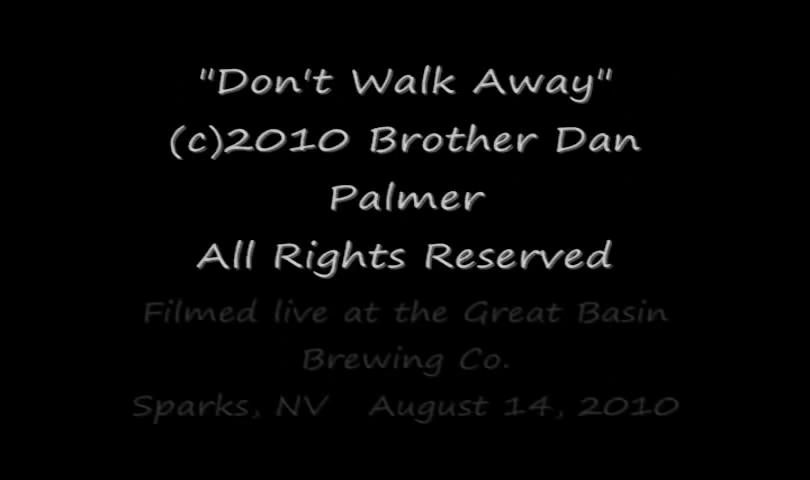 "Don't Walk Away"
(c)2010 Brother Dan
Palmer
All Rights Reserved
Filmed live at the Great Basin
Brewing Co.
Sparks, NV   August 14, 2010